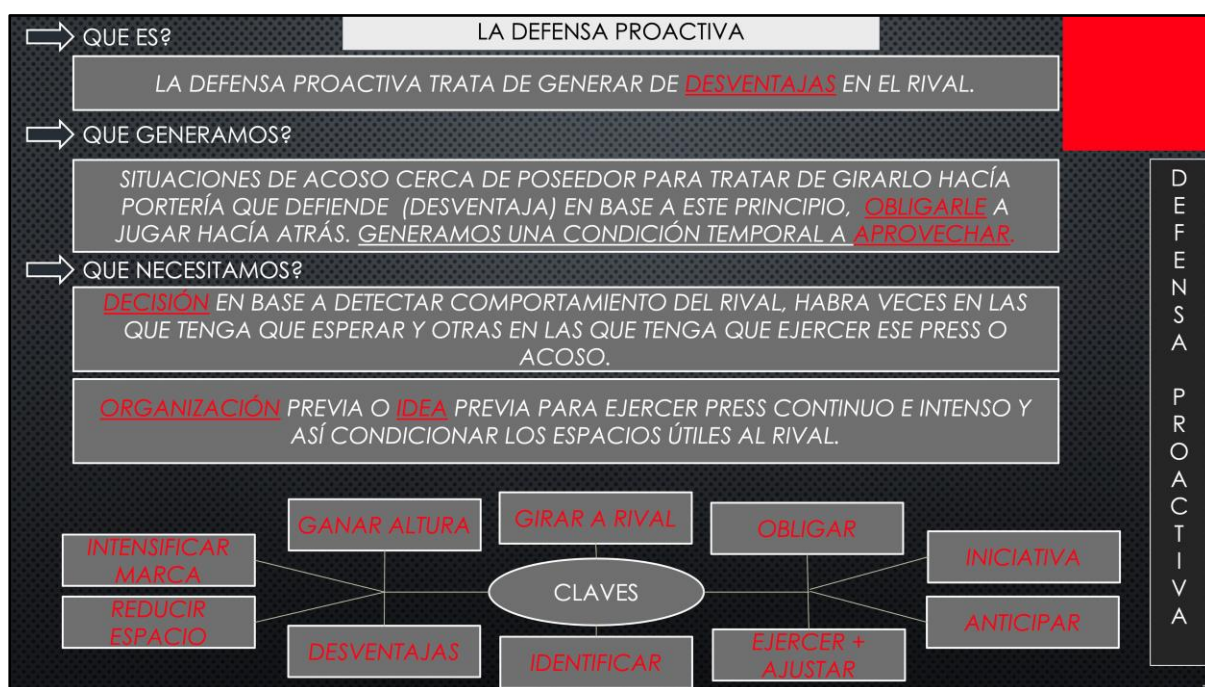 LA DEFENSA PROACTIVA
QUE ES?
LA DEFENSA PROACTIVA TRATA DE GENERAR DE DESVENTAJAS EN EL RIVAL.
QUE GENERAMOS?
SITUACIONES DE ACOSO CERCA DE POSEEDOR PARA TRATAR DE GIRARLO HACÍA
PORTERÍA QUE DEFIENDE (DESVENTAJA) EN BASE A ESTE PRINCIPIO, OBLIGARLE A
JUGAR HACÍA ATRÁS. GENERAMOS UNA CONDICIÓN TEMPORAL A APROVECHAR.
QUE NECESITAMOS?
DECISIÓN EN BASE A DETECTAR COMPORTAMIENTO DEL RIVAL, HABRA VECES EN LAS
QUE TENGA QUE ESPERAR Y OTRAS EN LAS QUE TENGA QUE EJERCER ESE PRESS O
ACOSO.
ORGANIZACIÓN PREVIA O IDEA PREVIA PARA EJERCER PRESS CONTINUO E INTENSO Y
ASÍ CONDICIONAR LOS ESPACIOS ÚTILES AL RIVAL.
GANAR ALTURA
GIRAR A RIVAL
OBLIGAR
INTENSIFICAR
MARCA
INICIATIVA
CLAVES
REDUCIR
ESPACIO
ANTICIPAR
DESVENTAJAS
IDENTIFICAR
EJERCER +
AJUSTAR
DEFENSA PROACTIVA